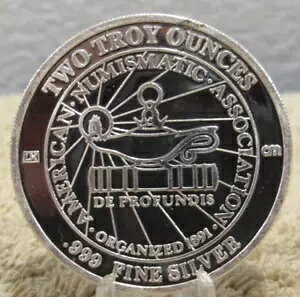 TWO TROY OUNCES
AMERICAN · NUMISMATIC · ASSOCIATION
DE PROFUNDIS
· ORGANIZED 1891 ·
.999 FINE SILVER